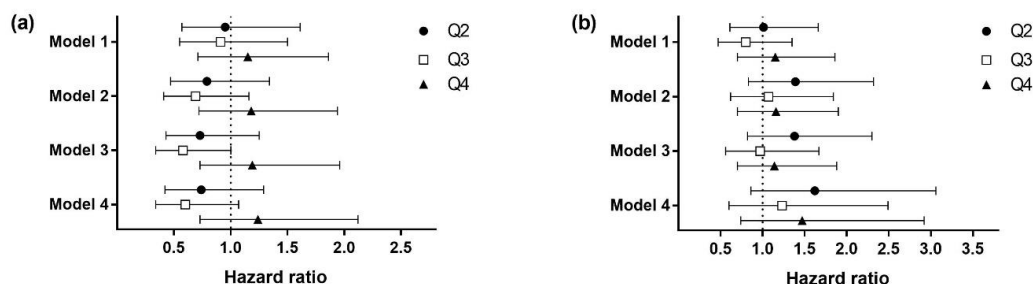 (a)
Model 1
Model 2
Model 3
Model 4
0.5 1.0 1.5 2.0 2.5
Hazard ratio
Q2
Q3
Q4
(b)
Model 1
Model 2
Model 3
Model 4
0.5 1.0 1.5 2.0 2.5 3.0 3.5
Hazard ratio
Q2
Q3
Q4